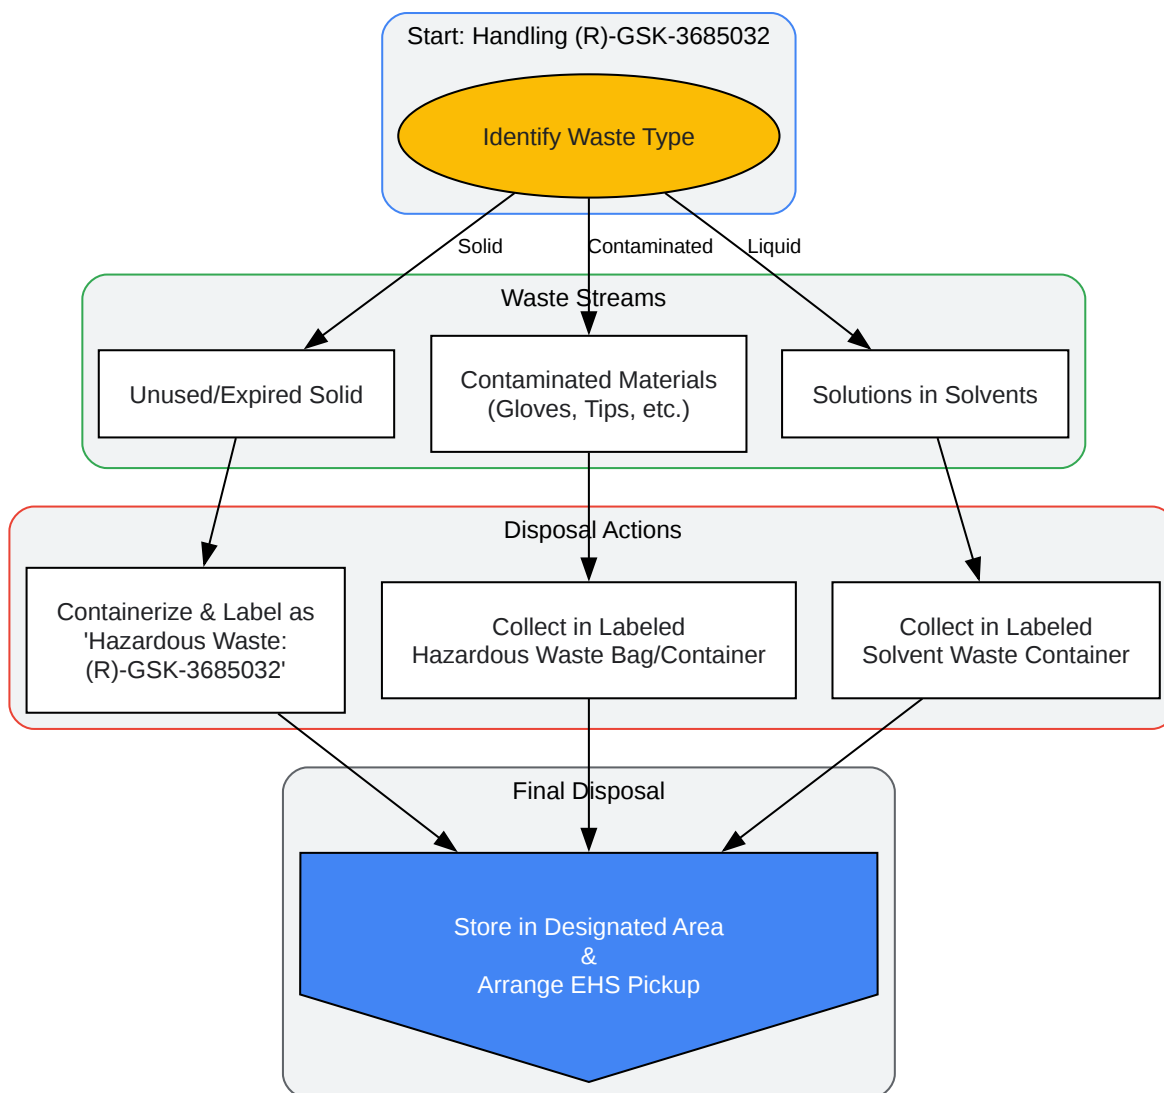 Start: Handling (R)-GSK-3685032
Identify Waste Type
Solid
Contaminated
Liquid
Waste Streams
Unused/Expired Solid
Contaminated Materials
(Gloves, Tips, etc.)
Solutions in Solvents
Disposal Actions
Containerize & Label as
'Hazardous Waste:
(R)-GSK-3685032'
Collect in Labeled
Hazardous Waste Bag/Container
Collect in Labeled
Solvent Waste Container
Final Disposal
Store in Designated Area
&
Arrange EHS Pickup